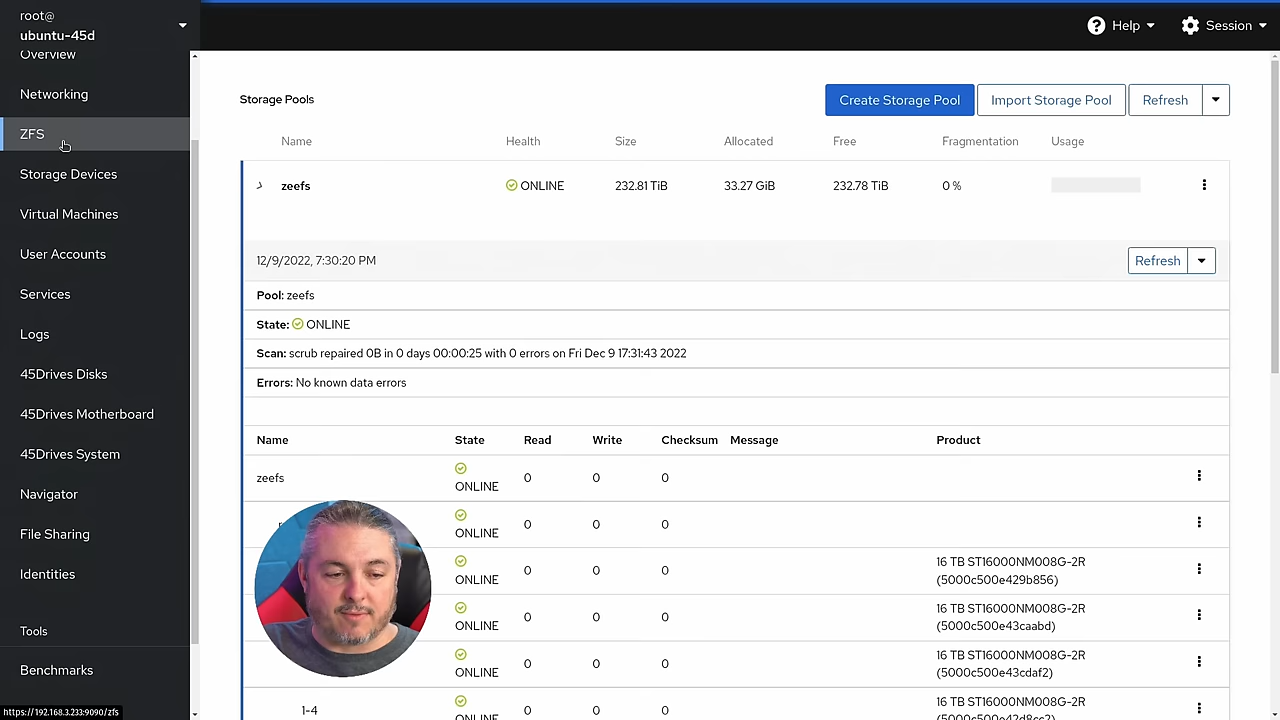 root@
ubuntu-45d
Help
Session
Overview
Networking
ZFS
Storage Devices
Virtual Machines
User Accounts
Services
Logs
45Drives Disks
45Drives Motherboard
45Drives System
Navigator
File Sharing
Identities
Tools
Benchmarks
https://192.168.3.233:9090/zfs
Storage Pools
Create Storage Pool
Import Storage Pool
Refresh
Name Health Size Allocated Free Fragmentation Usage
zeefs ONLINE 232.81 TiB 33.27 GiB 232.78 TiB 0 %
12/9/2022, 7:30:20 PM
Refresh
Pool: zeefs
State: ONLINE
Scan: scrub repaired 0B in 0 days 00:00:25 with 0 errors on Fri Dec 9 17:31:43 2022
Errors: No known data errors
Name State Read Write Checksum Message Product
zeefs ONLINE 0 0 0
ONLINE 0 0 0
ONLINE 0 0 0 16 TB ST16000NM008G-2R
(5000c500e429b856)
ONLINE 0 0 0 16 TB ST16000NM008G-2R
(5000c500e43caabd)
ONLINE 0 0 0 16 TB ST16000NM008G-2R
(5000c500e43cdaf2)
1-4 ONLINE 0 0 0 16 TB ST16000NM008G-2R